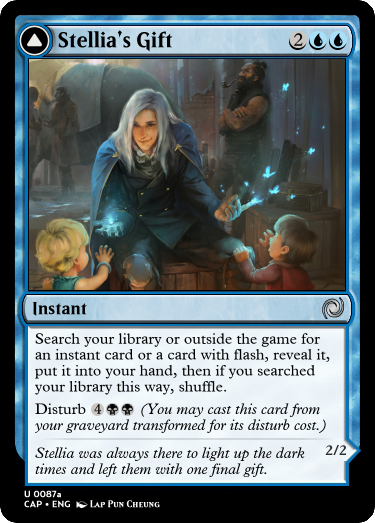 Stellia's Gift 2
Instant
Search your library or outside the game for
an instant card or a card with flash, reveal it,
put it into your hand, then if you searched
your library this way, shuffle.
Disturb 4 (You may cast this card from
your graveyard transformed for its disturb cost.)
Stellia was always there to light up the dark
times and left them with one final gift.
2/2
U 0087a
CAP • ENG Lap Pun Cheung